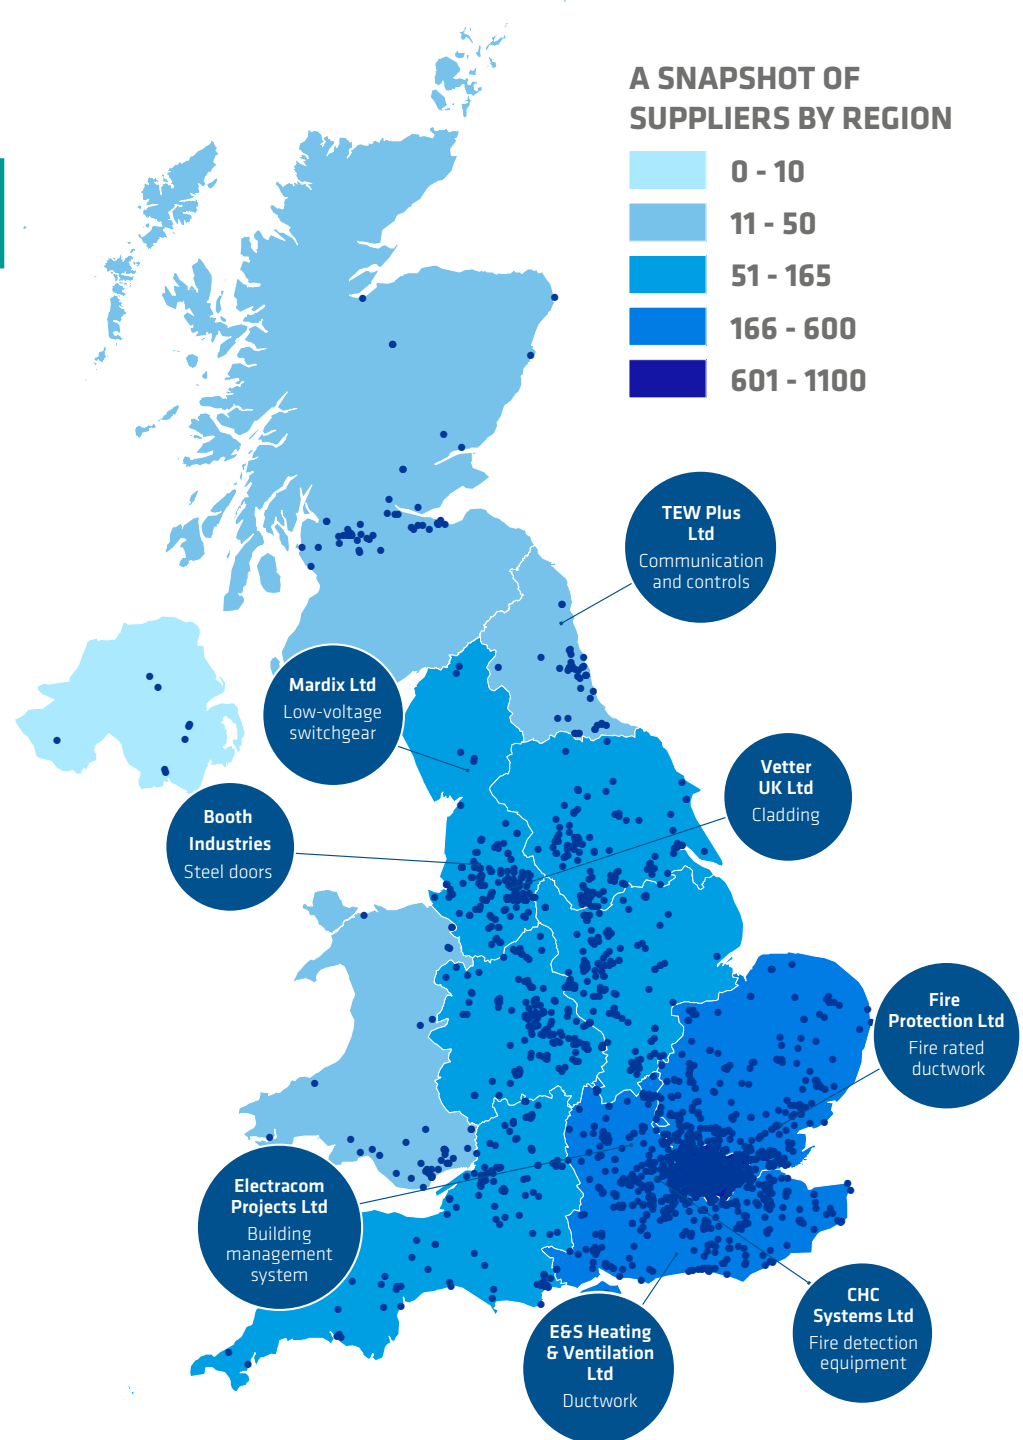 A SNAPSHOT OF
SUPPLIERS BY REGION
0 - 10
11 - 50
51 - 165
166 - 600
601 - 1100
TEW Plus
Ltd
Communication
and controls
Mardix Ltd
Low-voltage
switchgear
Vetter
UK Ltd
Cladding
Booth
Industries
Steel doors
Fire
Protection Ltd
Fire rated
ductwork
Electracom
Projects Ltd
Building
management
system
CHC
Systems Ltd
Fire detection
equipment
E&S Heating
& Ventilation
Ltd
Ductwork